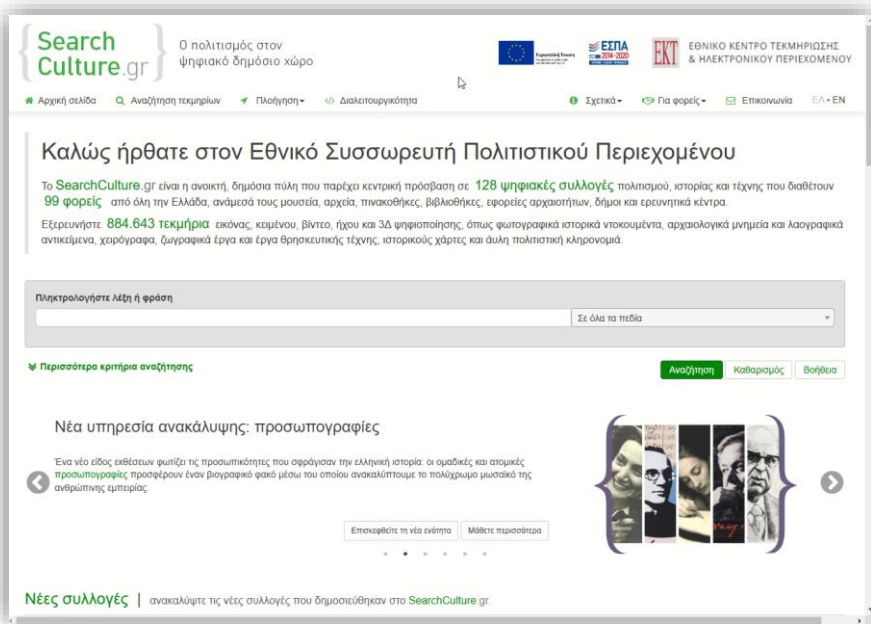 Search
Culture.gr
Ο πολιτισμός στον
ψηφιακό δημόσιο χώρο
Ευρωπαϊκή Ένωση
ΕΣΠΑ
2014-2020
ΕΚΤ
ΕΘΝΙΚΟ ΚΕΝΤΡΟ ΤΕΚΜΗΡΙΩΣΗΣ
& ΗΛΕΚΤΡΟΝΙΚΟΥ ΠΕΡΙΕΧΟΜΕΝΟΥ
Αρχική σελίδα Αναζήτηση τεκμηρίων Πλοήγηση Διαλειτουργικότητα Σχετικά Για φορείς Επικοινωνία ΕΛ • EN
Καλώς ήρθατε στον Εθνικό Συσσωρευτή Πολιτιστικού Περιεχομένου
Το SearchCulture.gr είναι η ανοικτή, δημόσια πύλη που παρέχει κεντρική πρόσβαση σε 128 ψηφιακές συλλογές πολιτισμού, ιστορίας και τέχνης που διαθέτουν
99 φορείς από όλη την Ελλάδα, ανάμεσά τους μουσεία, αρχεία, πινακοθήκες, βιβλιοθήκες, εφορείες αρχαιοτήτων, δήμοι και ερευνητικά κέντρα.
Εξερευνήστε 884.643 τεκμήρια εικόνας, κειμένου, βίντεο, ήχου και 3Δ ψηφιοποίησης, όπως φωτογραφικά ιστορικά ντοκουμέντα, αρχαιολογικά μνημεία και λαογραφικά
αντικείμενα, χειρόγραφα, ζωγραφικά έργα και έργα θρησκευτικής τέχνης, ιστορικούς χάρτες και άυλη πολιτιστική κληρονομιά.
Πληκτρολογήστε λέξη ή φράση
Σε όλα τα πεδία
Περισσότερα κριτήρια αναζήτησης
Αναζήτηση Καθαρισμός Βοήθεια
Νέα υπηρεσία ανακάλυψης: προσωπογραφίες
Ένα νέο είδος εκθέσεων φωτίζει τις προσωπικότητες που σφράγισαν την ελληνική ιστορία: οι ομαδικές και ατομικές
προσωπογραφίες προσφέρουν έναν βιογραφικό φακό μέσω του οποίου ανακαλύπτουμε το πολύχρωμο μωσαϊκό της
ανθρώπινης εμπειρίας.
Επισκεφθείτε τη νέα ενότητα Μάθετε περισσότερα
Νέες συλλογές | ανακαλύψτε τις νέες συλλογές που δημοσιεύθηκαν στο SearchCulture.gr.